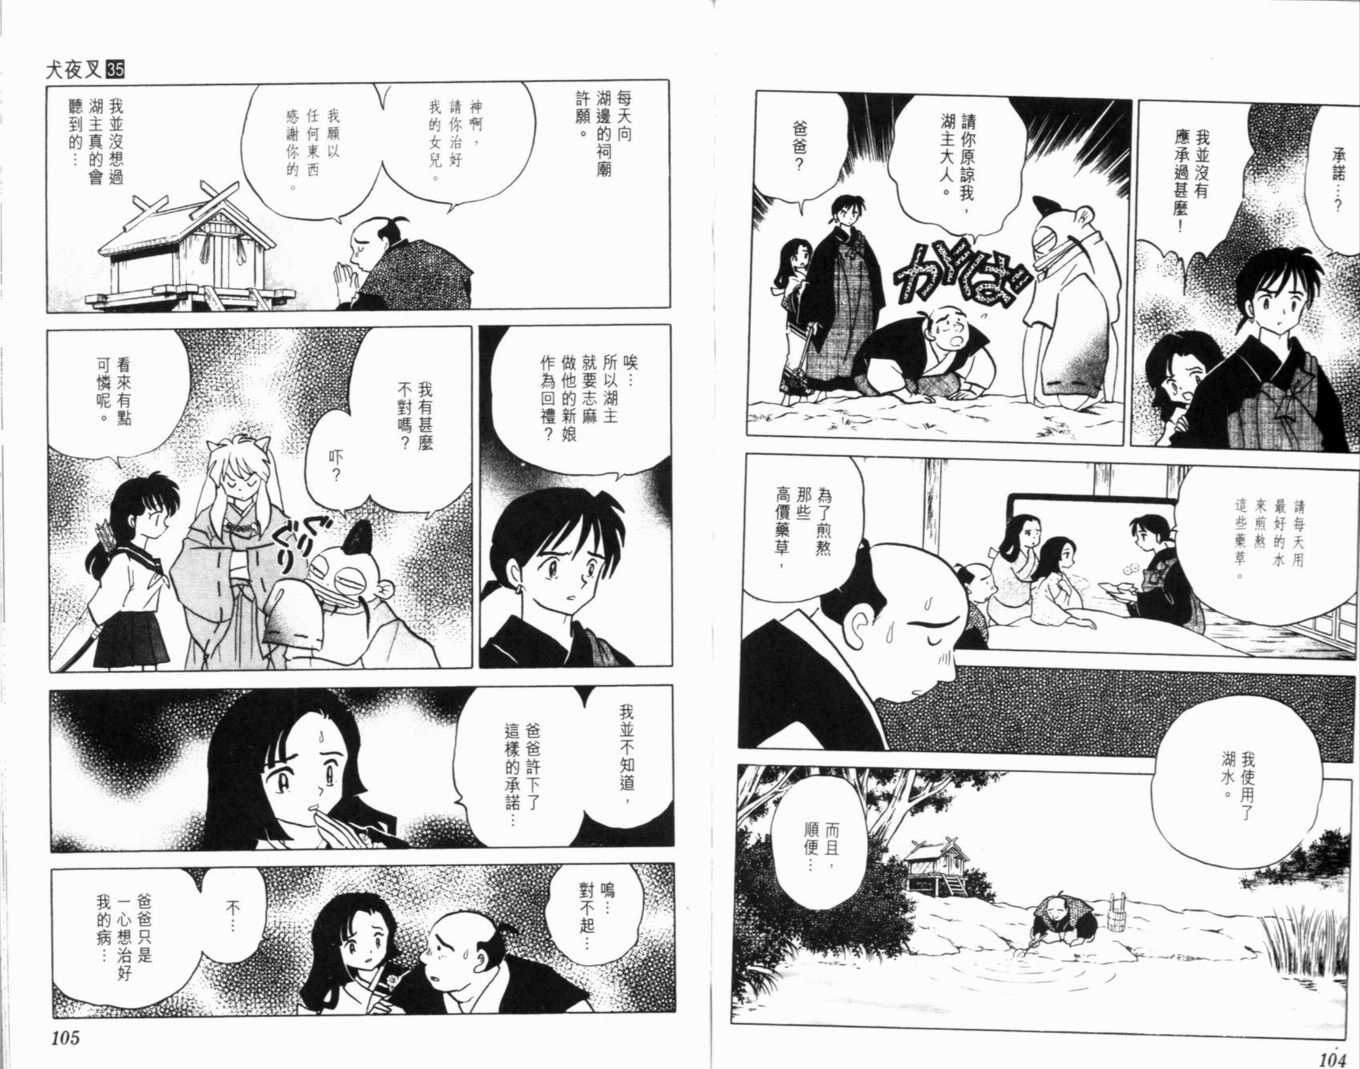 承諾…?
我並沒有
應承過甚麼!
請你原諒我,
湖主大人。
爸爸?
がばっ
請每天用
最好的水
來煎熬
這些藥草。
為了煎熬
那些
高價藥草,
我使用了
湖水。
而且,
順便…
104
犬夜叉35
每天向
湖邊的祠廟
許願。
神啊,
請你治好
我的女兒。
我願以
任何東西
感謝你的。
我並沒想過
湖主真的會
聽到的…
唉…
所以湖主
就要志麻
做他的新娘
作為回禮?
我有甚麼
不對嗎?
吓?
看來有點
可憐呢。
ぐりぐり
我並不知道,
爸爸許下了
這樣的承諾…
嗚…
對不起…
不…
爸爸只是
一心想治好
我的病…
105